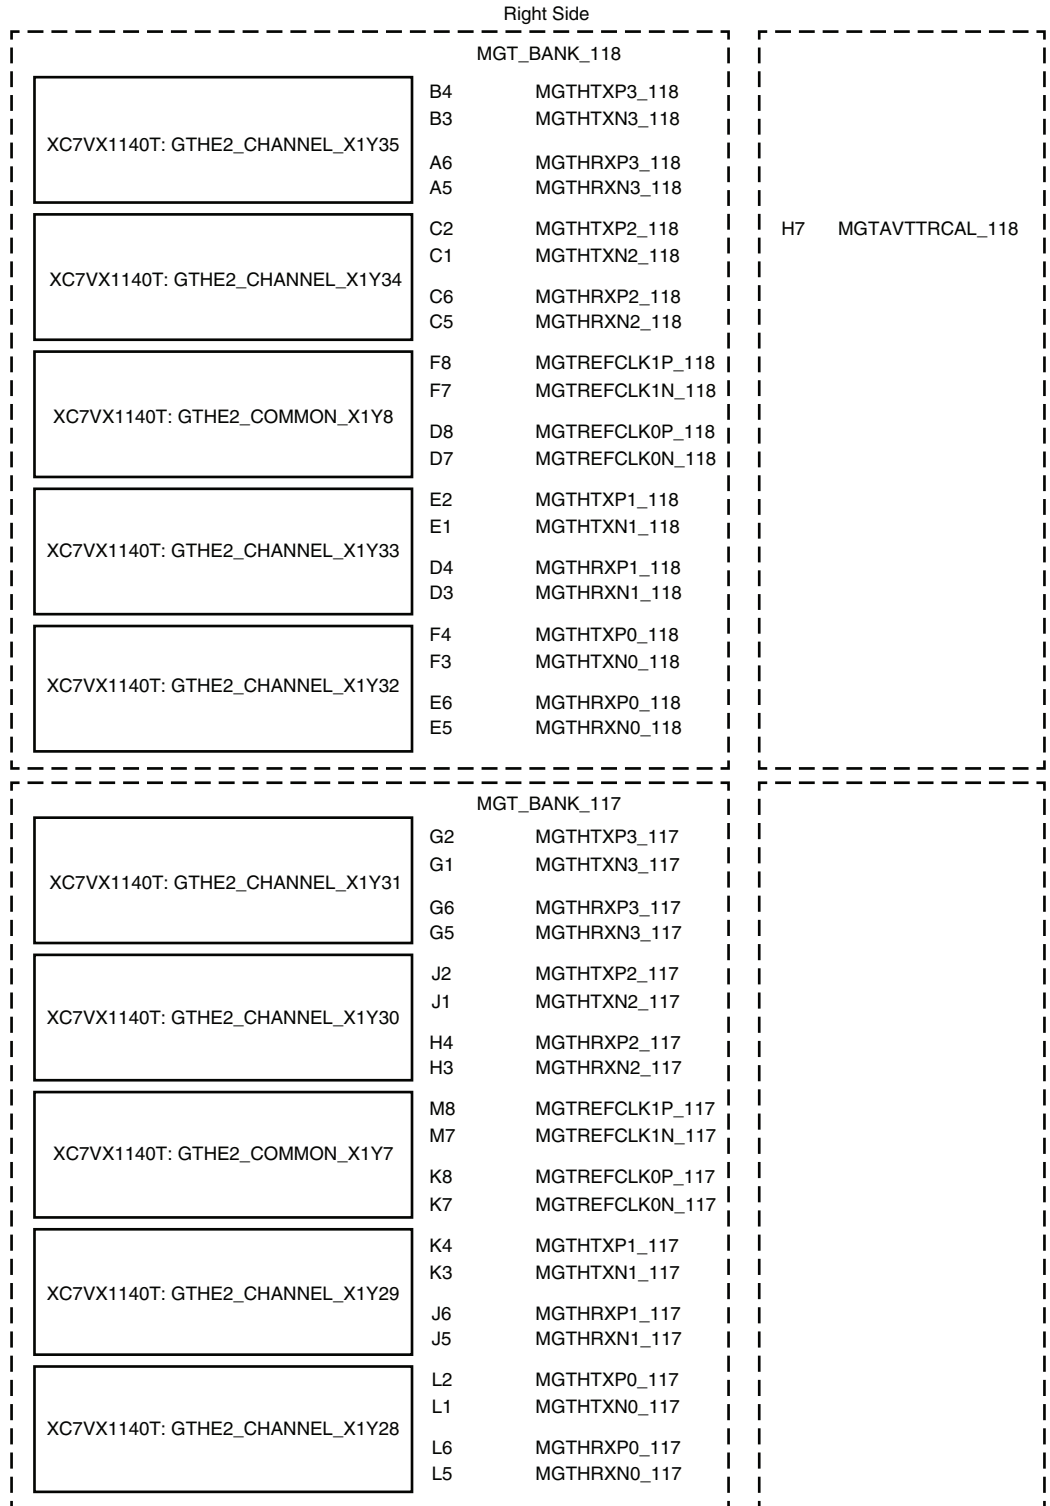 Right Side
MGT_BANK_118
XC7VX1140T: GTHE2_CHANNEL_X1Y35
B4 MGTHTXP3_118
B3 MGTHTXN3_118
A6 MGTHRXP3_118
A5 MGTHRXN3_118
XC7VX1140T: GTHE2_CHANNEL_X1Y34
C2 MGTHTXP2_118
C1 MGTHTXN2_118
C6 MGTHRXP2_118
C5 MGTHRXN2_118
XC7VX1140T: GTHE2_COMMON_X1Y8
F8 MGTREFCLK1P_118
F7 MGTREFCLK1N_118
D8 MGTREFCLK0P_118
D7 MGTREFCLK0N_118
XC7VX1140T: GTHE2_CHANNEL_X1Y33
E2 MGTHTXP1_118
E1 MGTHTXN1_118
D4 MGTHRXP1_118
D3 MGTHRXN1_118
XC7VX1140T: GTHE2_CHANNEL_X1Y32
F4 MGTHTXP0_118
F3 MGTHTXN0_118
E6 MGTHRXP0_118
E5 MGTHRXN0_118
H7 MGTAVTTRCAL_118
MGT_BANK_117
XC7VX1140T: GTHE2_CHANNEL_X1Y31
G2 MGTHTXP3_117
G1 MGTHTXN3_117
G6 MGTHRXP3_117
G5 MGTHRXN3_117
XC7VX1140T: GTHE2_CHANNEL_X1Y30
J2 MGTHTXP2_117
J1 MGTHTXN2_117
H4 MGTHRXP2_117
H3 MGTHRXN2_117
XC7VX1140T: GTHE2_COMMON_X1Y7
M8 MGTREFCLK1P_117
M7 MGTREFCLK1N_117
K8 MGTREFCLK0P_117
K7 MGTREFCLK0N_117
XC7VX1140T: GTHE2_CHANNEL_X1Y29
K4 MGTHTXP1_117
K3 MGTHTXN1_117
J6 MGTHRXP1_117
J5 MGTHRXN1_117
XC7VX1140T: GTHE2_CHANNEL_X1Y28
L2 MGTHTXP0_117
L1 MGTHTXN0_117
L6 MGTHRXP0_117
L5 MGTHRXN0_117